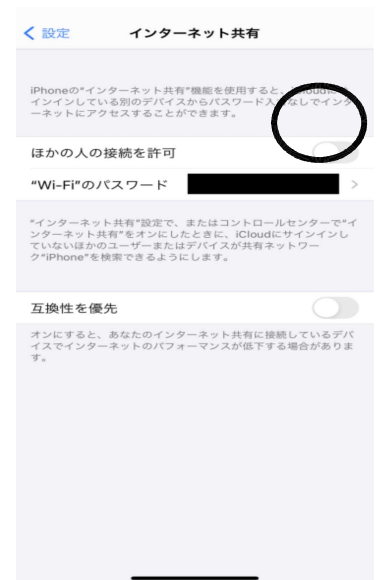 設定
インターネット共有
iPhoneの“インターネット共有”機能を使用すると、iCloudに
インインしている別のデバイスからパスワード入力なしでインタ
ーネットにアクセスすることができます。
ほかの人の接続を許可
“Wi-Fi”のパスワード
“インターネット共有”設定で、またはコントロールセンターで“イ
ンターネット共有”をオンにしたときに、iCloudにサインインし
ていないほかのユーザーまたはデバイスが共有ネットワー
ク“iPhone”を検索できるようにします。
互換性を優先
オンにすると、あなたのインターネット共有に接続しているデバ
イスでインターネットのパフォーマンスが低下する場合がありま
す。